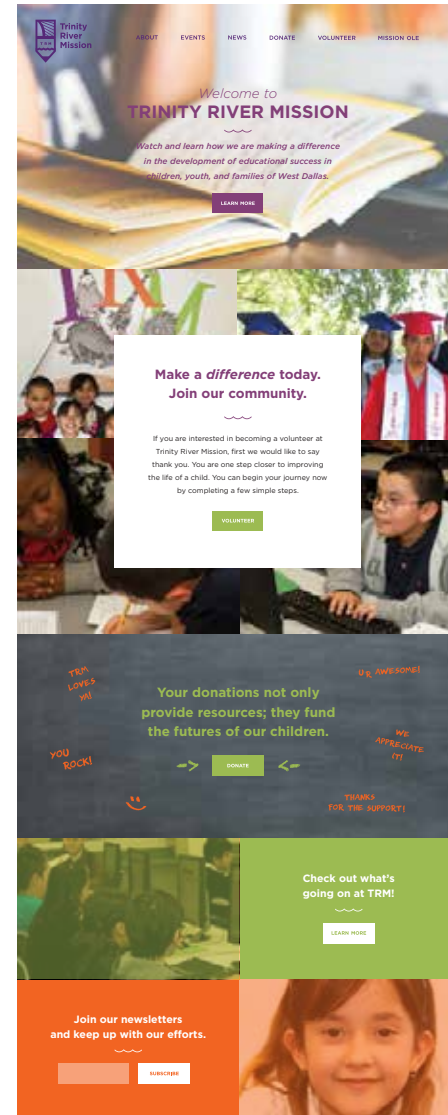 Trinity
River
Mission
TRM
ABOUT EVENTS NEWS DONATE VOLUNTEER MISSION OLE
Welcome to
TRINITY RIVER MISSION
Watch and learn how we are making a difference
in the development of educational success in
children, youth, and families of West Dallas.
LEARN MORE
TRM
Make a difference today.
Join our community.
If you are interested in becoming a volunteer at
Trinity River Mission, first we would like to say
thank you. You are one step closer to improving
the life of a child. You can begin your journey now
by completing a few simple steps.
VOLUNTEER
TRM
LOVES
YA!
U R AWESOME!
Your donations not only
provide resources; they fund
the futures of our children.
YOU
ROCK!
WE
APPRECIATE
IT!
DONATE
THANKS
FOR THE SUPPORT!
Check out what's
going on at TRM!
LEARN MORE
Join our newsletters
and keep up with our efforts.
SUBSCRIBE